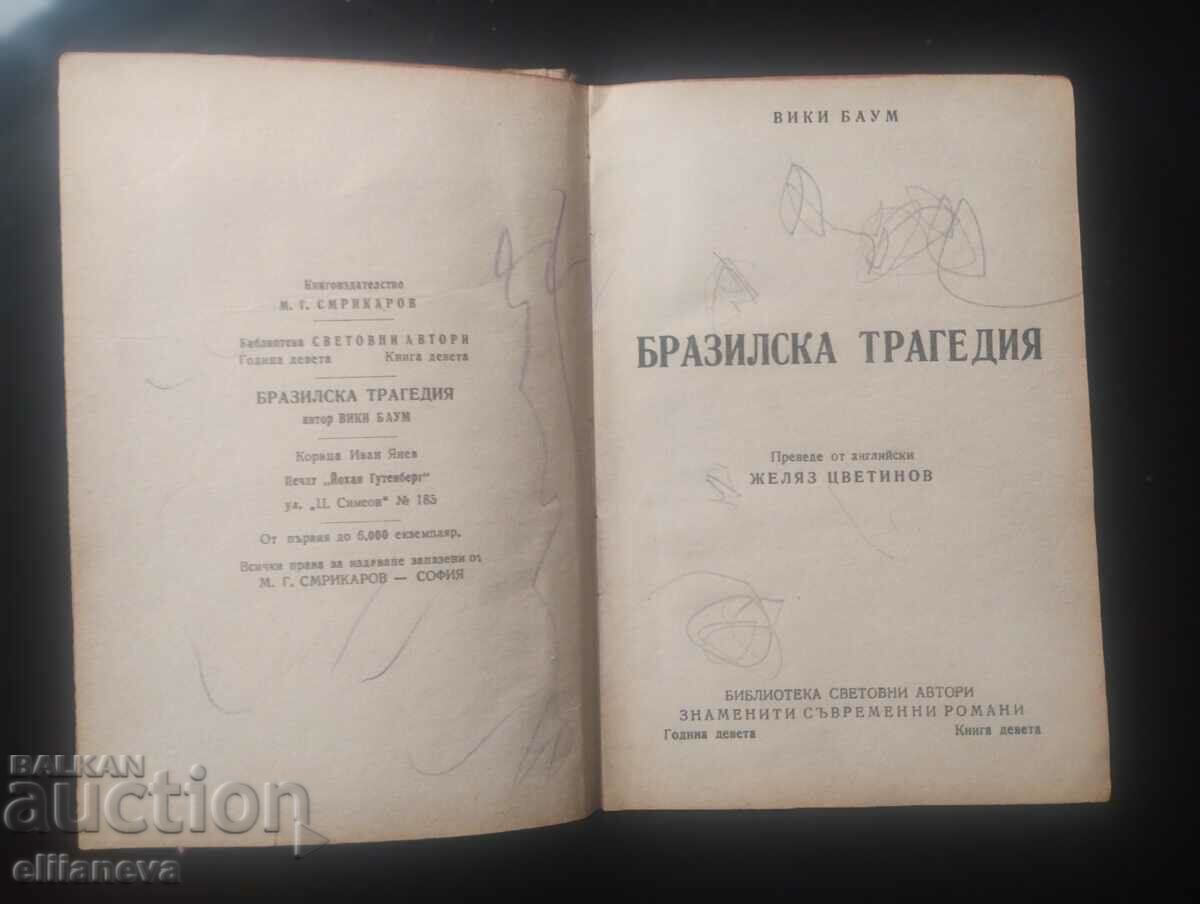 Книгоиздателство
М. Г. СМРИКАРОВ
Библиотека СВЕТОВНИ АВТОРИ
Година девета Книга девета
БРАЗИЛСКА ТРАГЕДИЯ
автор ВИКИ БАУМ
Корица Иван Янев
Печат „Йохан Гутенберг“
ул. „Ц. Симеон“ № 185
От първия до 5,000 екземпляр,
Всички права за издаване запазени от
М. Г. СМРИКАРОВ — СОФИЯ
ВИКИ БАУМ
БРАЗИЛСКА ТРАГЕДИЯ
Преведе от английски
ЖЕЛЯЗ ЦВЕТИНОВ
БИБЛИОТЕКА СВЕТОВНИ АВТОРИ
ЗНАМЕНИТИ СЪВРЕМЕННИ РОМАНИ
Година девета Книга девета
BALKAN
auction
elliianeva